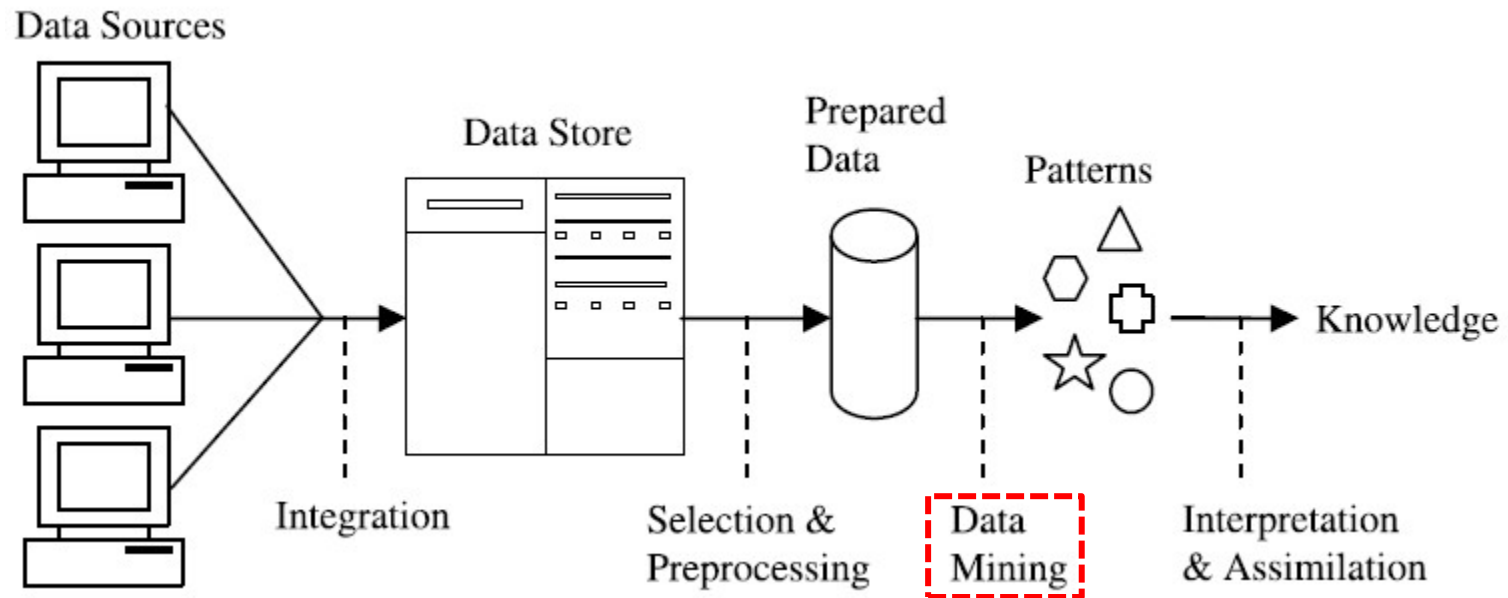 Data Sources
Data Store
Prepared
Data
Patterns
Knowledge
Integration
Selection &
Preprocessing
Data
Mining
Interpretation
& Assimilation